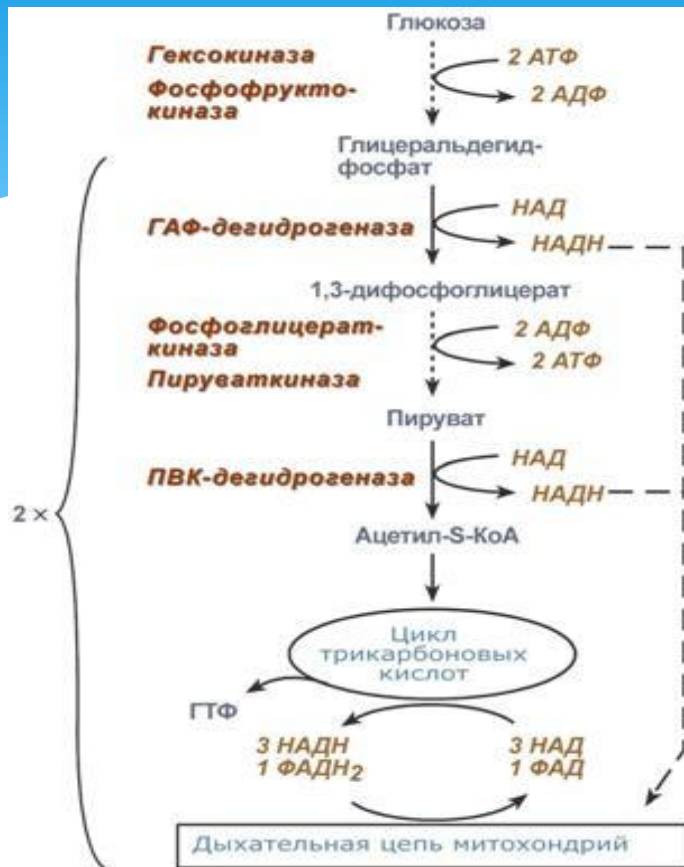 Глюкоза
Гексокиназа
2 АТФ
Фосфофрукто-
киназа
2 АДФ
Глицеральдегид-
фосфат
НАД
ГАФ-дегидрогеназа
НАДН
1,3-дифосфоглицерат
Фосфоглицерат-
киназа
2 АДФ
2 АТФ
Пируваткиназа
Пируват
НАД
ПВК-дегидрогеназа
НАДН
2 ×
Ацетил-S-КоА
Цикл
трикарбоновых
кислот
ГТФ
3 НАДН
1 ФАДН₂
3 НАД
1 ФАД
Дыхательная цепь митохондрий